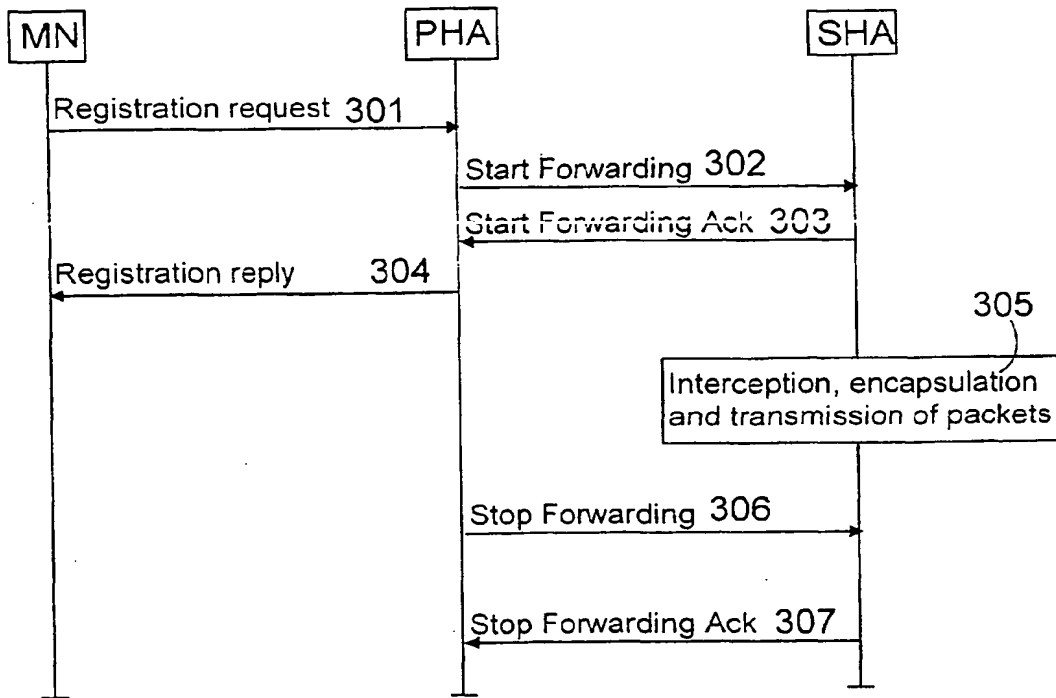 MN PHA SHA
Registration request 301
Start Forwarding 302
Start Forwarding Ack 303
Registration reply 304
305
Interception, encapsulation
and transmission of packets
Stop Forwarding 306
Stop Forwarding Ack 307